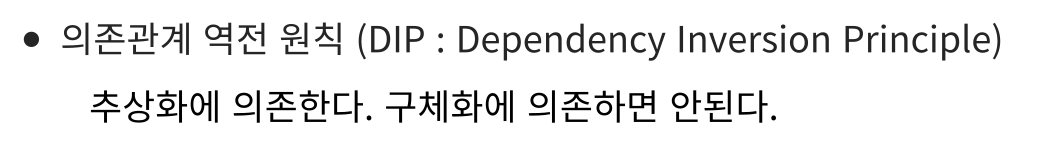 • 의존관계 역전 원칙 (DIP : Dependency Inversion Principle)
추상화에 의존한다. 구체화에 의존하면 안된다.